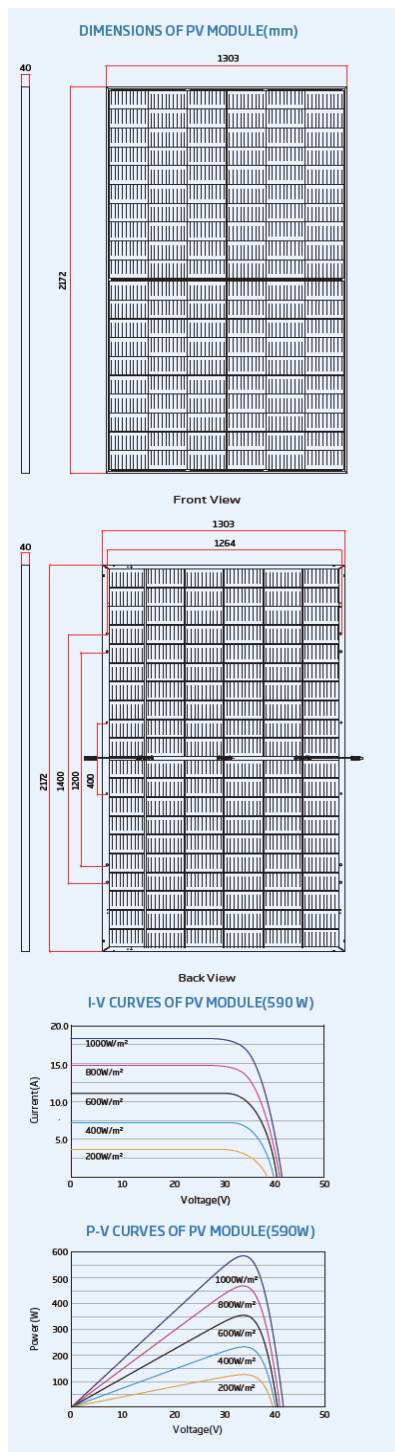 DIMENSIONS OF PV MODULE(mm)
1303
40
2172
Front View
1303
1264
40
2172
1400
1200
400
Back View
I-V CURVES OF PV MODULE(590 W)
20.0
15.0
10.0
5.0
Current(A)
1000W/m²
800W/m²
600W/m²
400W/m²
200W/m²
0 10 20 30 40 50
Voltage(V)
P-V CURVES OF PV MODULE(590W)
600
500
400
300
200
100
Power(W)
1000W/m²
800W/m²
600W/m²
400W/m²
200W/m²
0 10 20 30 40 50
Voltage(V)